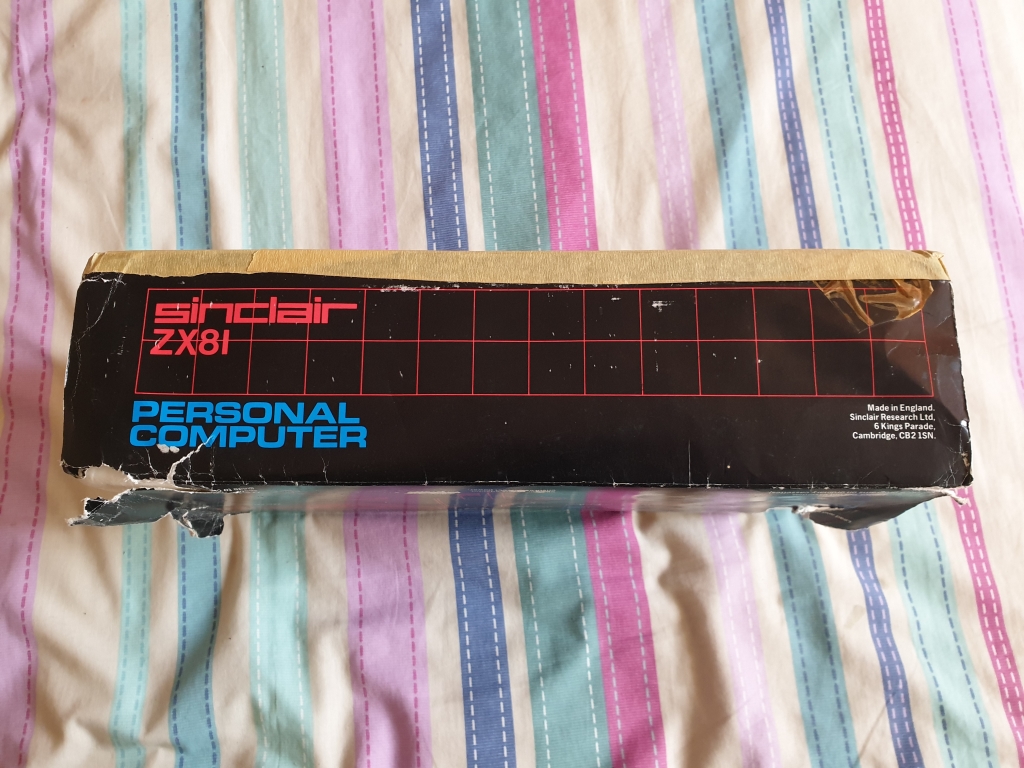 sinclair
ZX81
PERSONAL
COMPUTER
Made in England.
Sinclair Research Ltd,
6 Kings Parade,
Cambridge, CB2 1SN.